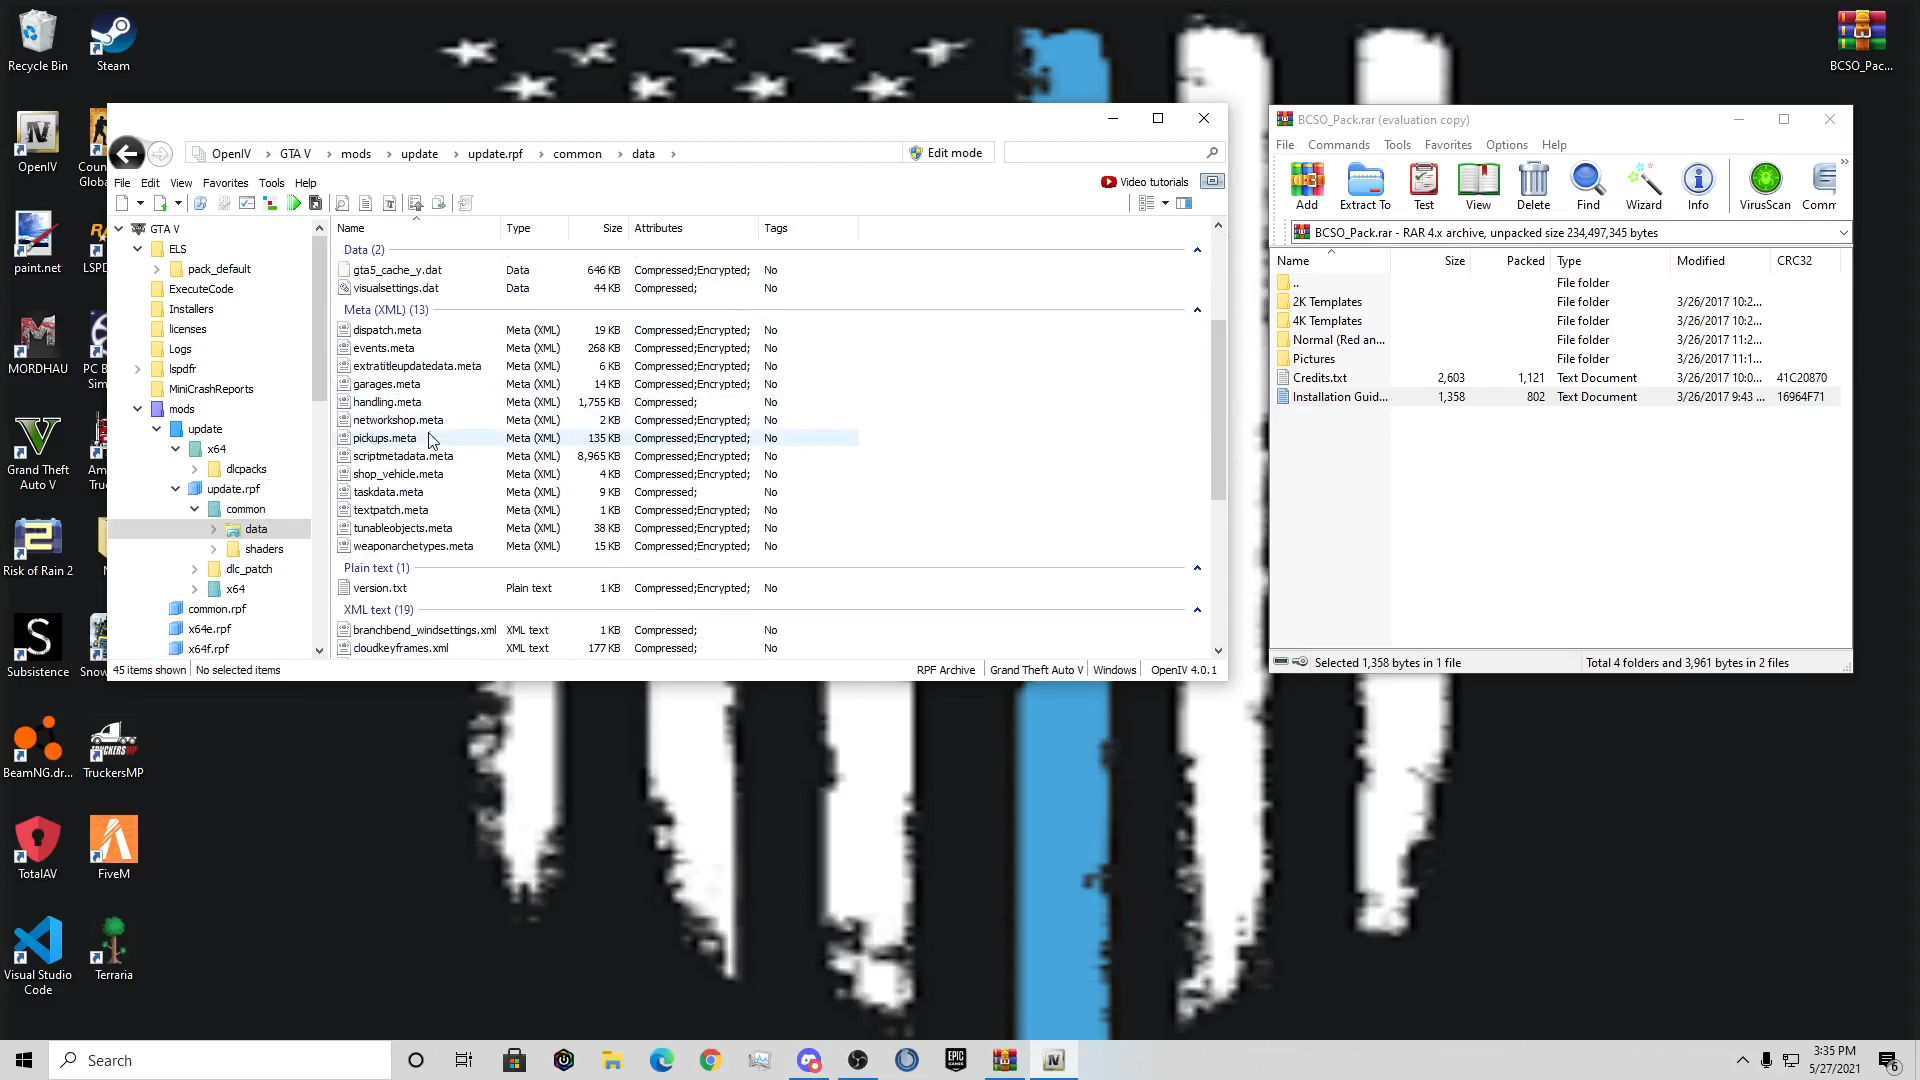 Recycle Bin
Steam
OpenIV
Coun...
Globa
paint.net
LSPD
MORDHAU
PC B
Sim
Grand Theft
Auto V
Am
Truc
Risk of Rain 2
Subsistence
Snow
BeamNG.dr...
TruckersMP
TotalAV
FiveM
Visual Studio
Code
Terraria
BCSO_Pac...
OpenIV › GTA V › mods › update › update.rpf › common › data ›
Edit mode
File Edit View Favorites Tools Help
Video tutorials
GTA V
ELS
pack_default
ExecuteCode
Installers
licenses
Logs
lspdfr
MiniCrashReports
mods
update
x64
dlcpacks
update.rpf
common
data
shaders
dlc_patch
x64
common.rpf
x64e.rpf
x64f.rpf
Name Type Size Attributes Tags
Data (2)
gta5_cache_y.dat Data 646 KB Compressed;Encrypted; No
visualsettings.dat Data 44 KB Compressed; No
Meta (XML) (13)
dispatch.meta Meta (XML) 19 KB Compressed;Encrypted; No
events.meta Meta (XML) 268 KB Compressed;Encrypted; No
extratitleupdatedata.meta Meta (XML) 6 KB Compressed;Encrypted; No
garages.meta Meta (XML) 14 KB Compressed;Encrypted; No
handling.meta Meta (XML) 1,755 KB Compressed; No
networkshop.meta Meta (XML) 2 KB Compressed;Encrypted; No
pickups.meta Meta (XML) 135 KB Compressed;Encrypted; No
scriptmetadata.meta Meta (XML) 8,965 KB Compressed;Encrypted; No
shop_vehicle.meta Meta (XML) 4 KB Compressed;Encrypted; No
taskdata.meta Meta (XML) 9 KB Compressed; No
textpatch.meta Meta (XML) 1 KB Compressed;Encrypted; No
tunableobjects.meta Meta (XML) 38 KB Compressed;Encrypted; No
weaponarchetypes.meta Meta (XML) 15 KB Compressed;Encrypted; No
Plain text (1)
version.txt Plain text 1 KB Compressed;Encrypted; No
XML text (19)
branchbend_windsettings.xml XML text 1 KB Compressed; No
cloudkeyframes.xml XML text 177 KB Compressed; No
45 items shown No selected items RPF Archive Grand Theft Auto V Windows OpenIV 4.0.1
BCSO_Pack.rar (evaluation copy)
File Commands Tools Favorites Options Help
Add Extract To Test View Delete Find Wizard Info VirusScan Comm
BCSO_Pack.rar - RAR 4.x archive, unpacked size 234,497,345 bytes
Name Size Packed Type Modified CRC32
.. File folder
2K Templates File folder 3/26/2017 10:2...
4K Templates File folder 3/26/2017 10:2...
Normal (Red an... File folder 3/26/2017 11:2...
Pictures File folder 3/26/2017 11:1...
Credits.txt 2,603 1,121 Text Document 3/26/2017 10:0... 41C20870
Installation Guid... 1,358 802 Text Document 3/26/2017 9:43 ... 16964F71
Selected 1,358 bytes in 1 file Total 4 folders and 3,961 bytes in 2 files
Search
EPIC
GAMES
3:35 PM
5/27/2021
6